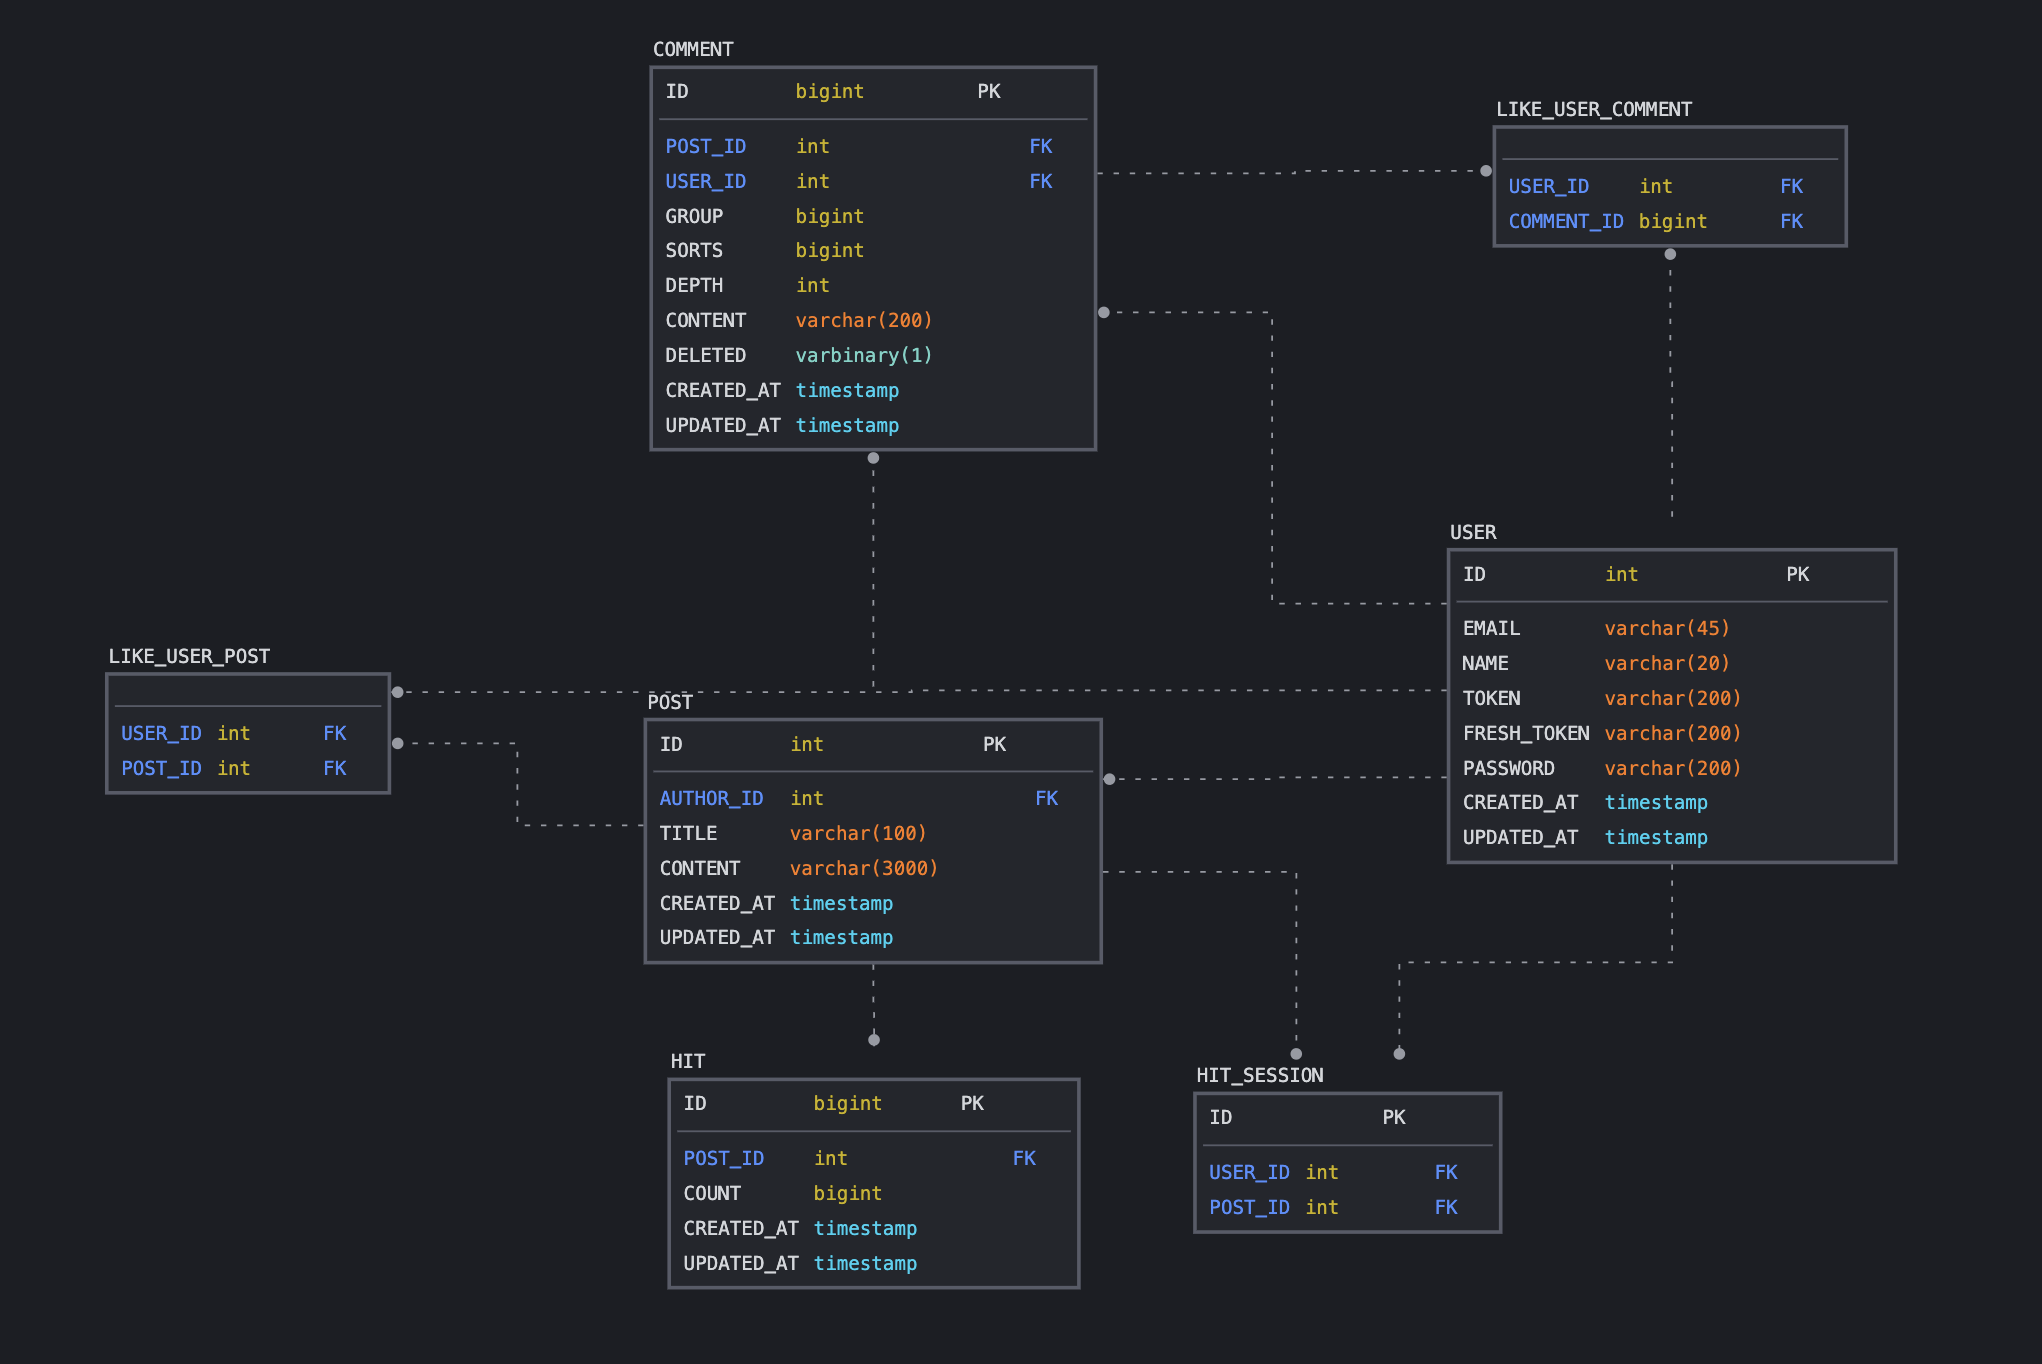 COMMENT
ID bigint PK
POST_ID int FK
USER_ID int FK
GROUP bigint
SORTS bigint
DEPTH int
CONTENT varchar(200)
DELETED varbinary(1)
CREATED_AT timestamp
UPDATED_AT timestamp
LIKE_USER_COMMENT
USER_ID int FK
COMMENT_ID bigint FK
USER
ID int PK
EMAIL varchar(45)
NAME varchar(20)
TOKEN varchar(200)
FRESH_TOKEN varchar(200)
PASSWORD varchar(200)
CREATED_AT timestamp
UPDATED_AT timestamp
LIKE_USER_POST
USER_ID int FK
POST_ID int FK
POST
ID int PK
AUTHOR_ID int FK
TITLE varchar(100)
CONTENT varchar(3000)
CREATED_AT timestamp
UPDATED_AT timestamp
HIT
ID bigint PK
POST_ID int FK
COUNT bigint
CREATED_AT timestamp
UPDATED_AT timestamp
HIT_SESSION
ID PK
USER_ID int FK
POST_ID int FK